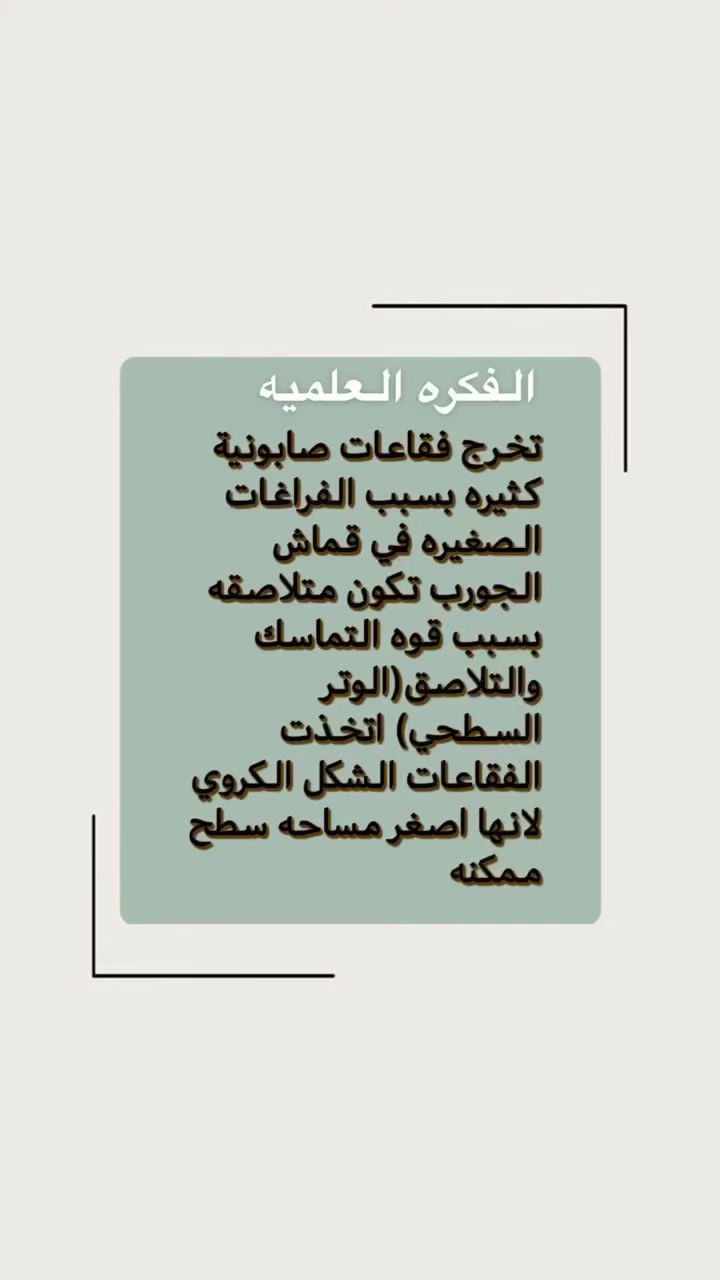 الفكره العلميه
تخرج فقاعات صابونية
كثيره بسبب الفراغات
الصغيره في قماش
الجورب تكون متلاصقه
بسبب قوه التماسك
والتلاصق(الوتر
السطحي) اتخذت
الفقاعات الشكل الكروي
لانها اصغر مساحه سطح
ممكنه